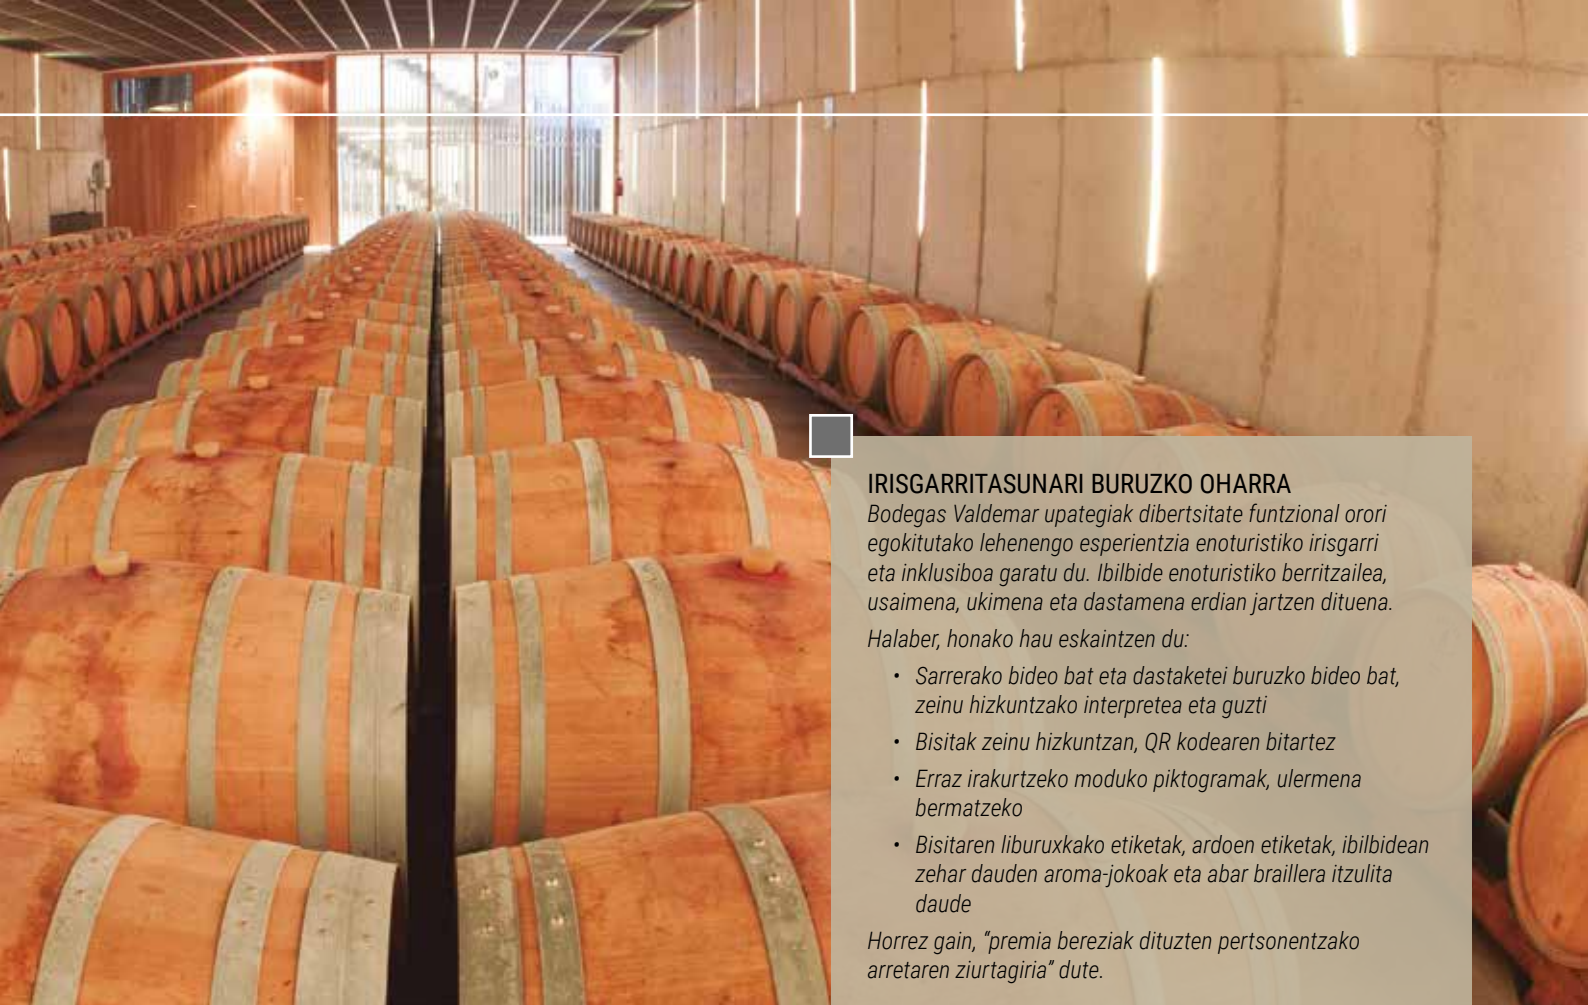 IRISGARRITASUNARI BURUZKO OHARRA
Bodegas Valdemar upategiak dibertsitate funtzional orori
egokitutako lehenengo esperientzia enoturistiko irisgarri
eta inklusiboa garatu du. Ibilbide enoturistiko berritzailea,
usaimena, ukimena eta dastamena erdian jartzen dituena.
Halaber, honako hau eskaintzen du:
• Sarrerako bideo bat eta dastaketei buruzko bideo bat,
zeinu hizkuntzako interpretea eta guzti
• Bisitak zeinu hizkuntzan, QR kodearen bitartez
• Erraz irakurtzeko moduko piktogramak, ulermena
bermatzeko
• Bisitaren liburuxkako etiketak, ardoen etiketak, ibilbidean
zehar dauden aroma-jokoak eta abar braillera itzulita
daude
Horrez gain, “premia bereziak dituzten pertsonentzako
arretaren ziurtagiria” dute.